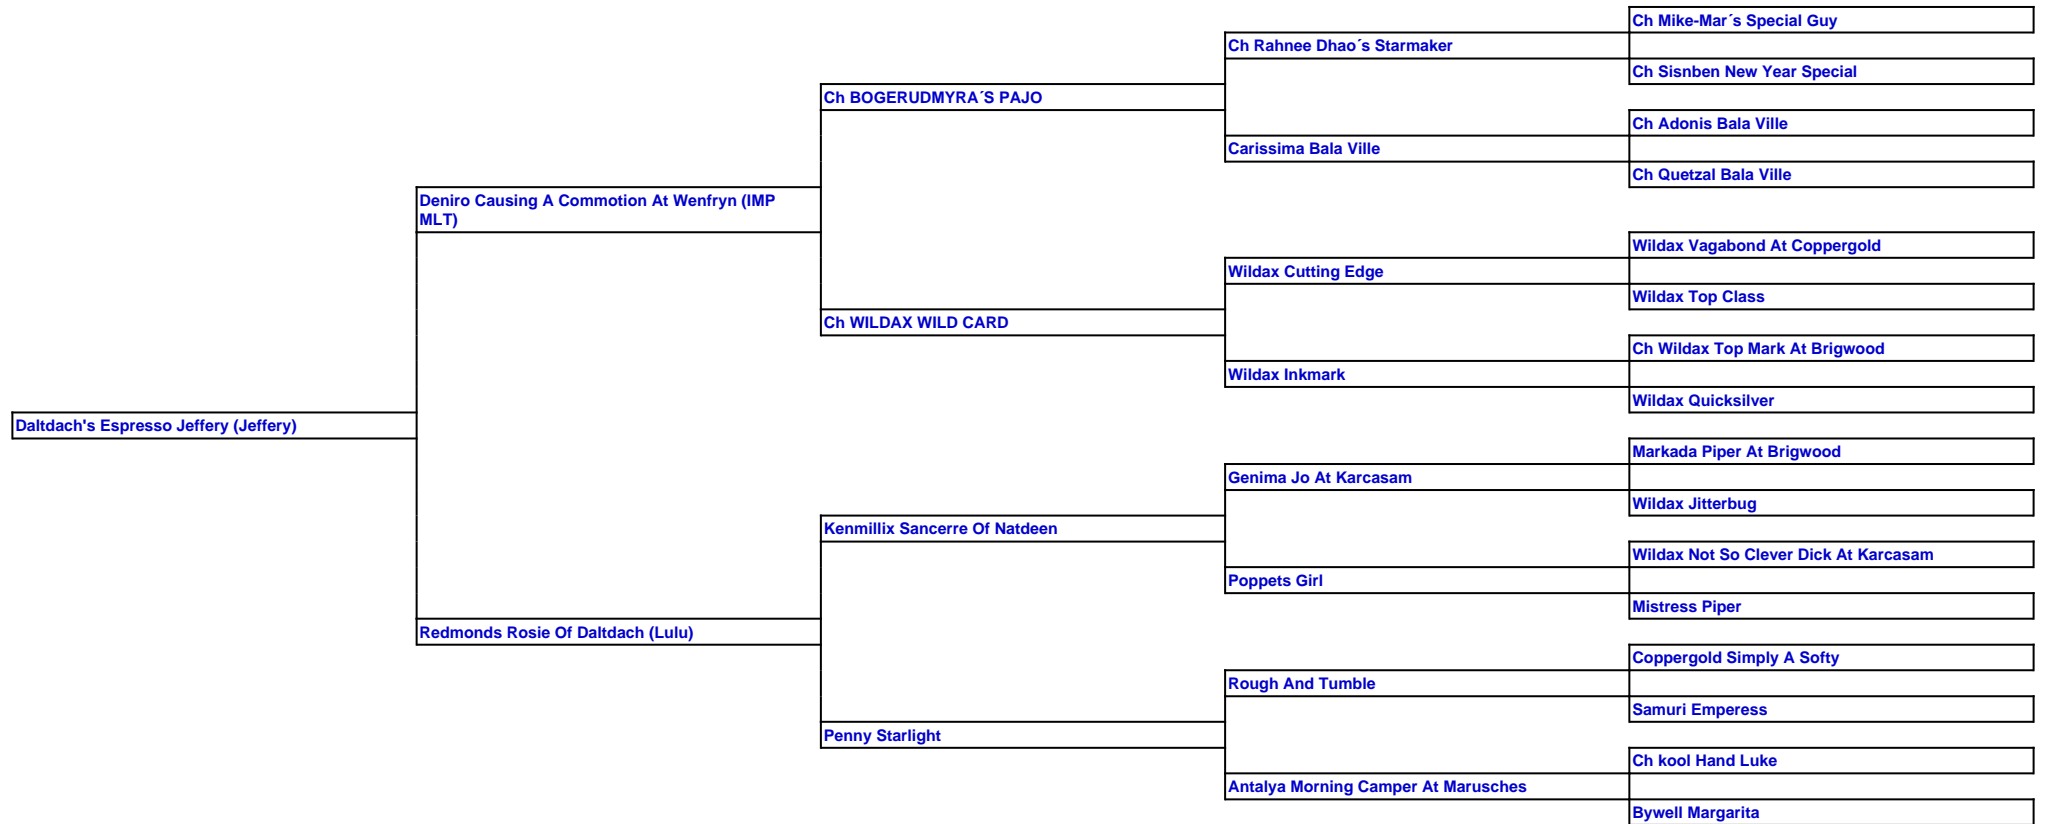 Ch Mike-Mar´s Special Guy
Ch Rahnee Dhao´s Starmaker
Ch Sisnben New Year Special
Ch BOGERUDMYRA´S PAJO
Ch Adonis Bala Ville
Carissima Bala Ville
Ch Quetzal Bala Ville
Deniro Causing A Commotion At Wenfryn (IMP
MLT)
Wildax Vagabond At Coppergold
Wildax Cutting Edge
Wildax Top Class
Ch WILDAX WILD CARD
Ch Wildax Top Mark At Brigwood
Wildax Inkmark
Wildax Quicksilver
Daltdach's Espresso Jeffery (Jeffery)
Markada Piper At Brigwood
Genima Jo At Karcasam
Wildax Jitterbug
Kenmillix Sancerre Of Natdeen
Wildax Not So Clever Dick At Karcasam
Poppets Girl
Mistress Piper
Redmonds Rosie Of Daltdach (Lulu)
Coppergold Simply A Softy
Rough And Tumble
Samuri Emperess
Penny Starlight
Ch kool Hand Luke
Antalya Morning Camper At Marusches
Bywell Margarita